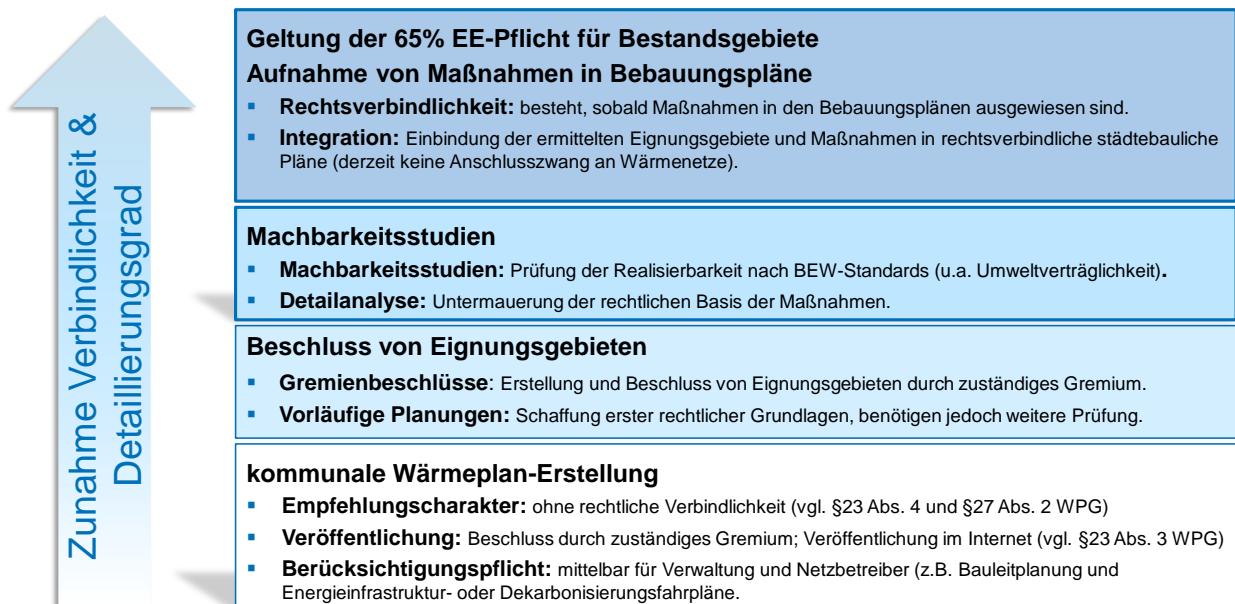 Zunahme Verbindlichkeit &
Detaillierungsgrad
Geltung der 65% EE-Pflicht für Bestandsgebiete
Aufnahme von Maßnahmen in Bebauungspläne
▪ Rechtsverbindlichkeit: besteht, sobald Maßnahmen in den Bebauungsplänen ausgewiesen sind.
▪ Integration: Einbindung der ermittelten Eignungsgebiete und Maßnahmen in rechtsverbindliche städtebauliche
Pläne (derzeit keine Anschlusszwang an Wärmenetze).
Machbarkeitsstudien
▪ Machbarkeitsstudien: Prüfung der Realisierbarkeit nach BEW-Standards (u.a. Umweltverträglichkeit).
▪ Detailanalyse: Untermauerung der rechtlichen Basis der Maßnahmen.
Beschluss von Eignungsgebieten
▪ Gremienbeschlüsse: Erstellung und Beschluss von Eignungsgebieten durch zuständiges Gremium.
▪ Vorläufige Planungen: Schaffung erster rechtlicher Grundlagen, benötigen jedoch weitere Prüfung.
kommunale Wärmeplan-Erstellung
▪ Empfehlungscharakter: ohne rechtliche Verbindlichkeit (vgl. §23 Abs. 4 und §27 Abs. 2 WPG)
▪ Veröffentlichung: Beschluss durch zuständiges Gremium; Veröffentlichung im Internet (vgl. §23 Abs. 3 WPG)
▪ Berücksichtigungspflicht: mittelbar für Verwaltung und Netzbetreiber (z.B. Bauleitplanung und
Energieinfrastruktur- oder Dekarbonisierungsfahrpläne.